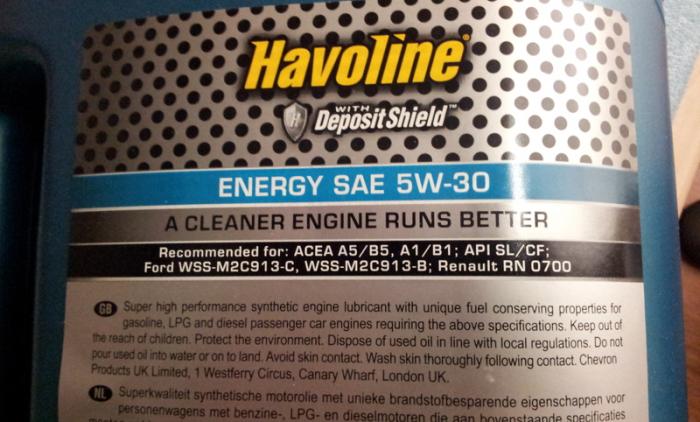 Havoline
WITH
H Deposit Shield™
ENERGY SAE 5W-30
A CLEANER ENGINE RUNS BETTER
Recommended for: ACEA A5/B5, A1/B1; API SL/CF;
Ford WSS-M2C913-C, WSS-M2C913-B; Renault RN 0700
GB Super high performance synthetic engine lubricant with unique fuel conserving properties for
gasoline, LPG and diesel passenger car engines requiring the above specifications. Keep out of
the reach of children. Protect the environment. Dispose of used oil in line with local regulations. Do not
pour used oil into water or on to land. Avoid skin contact. Wash skin thoroughly following contact. Chevron
Products UK Limited, 1 Westferry Circus, Canary Wharf, London UK.
NL Superkwaliteit synthetische motorolie met unieke brandstofbesparende eigenschappen voor
personenwagens met benzine-, LPG- en dieselmotoren die aan bovenstaande specificaties